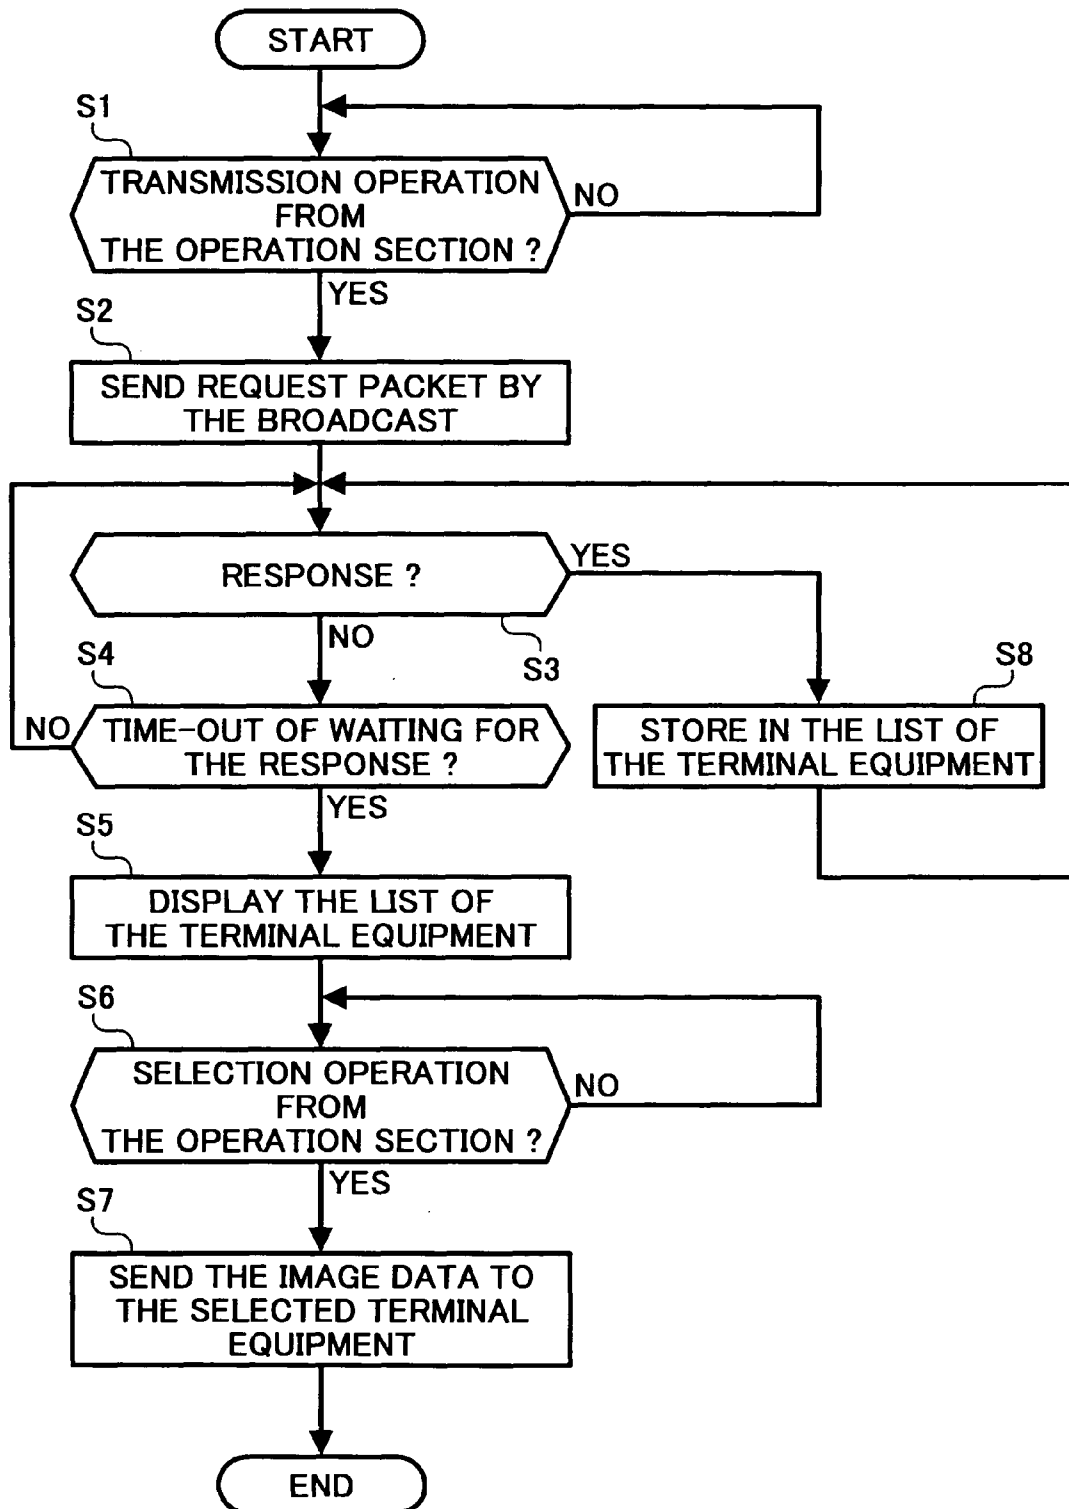 START
S1
TRANSMISSION OPERATION
FROM
THE OPERATION SECTION ?
NO
YES
S2
SEND REQUEST PACKET BY
THE BROADCAST
RESPONSE ?
YES
NO
S3
S4
TIME-OUT OF WAITING FOR
THE RESPONSE ?
NO
YES
S8
STORE IN THE LIST OF
THE TERMINAL EQUIPMENT
S5
DISPLAY THE LIST OF
THE TERMINAL EQUIPMENT
S6
SELECTION OPERATION
FROM
THE OPERATION SECTION ?
NO
YES
S7
SEND THE IMAGE DATA TO
THE SELECTED TERMINAL
EQUIPMENT
END